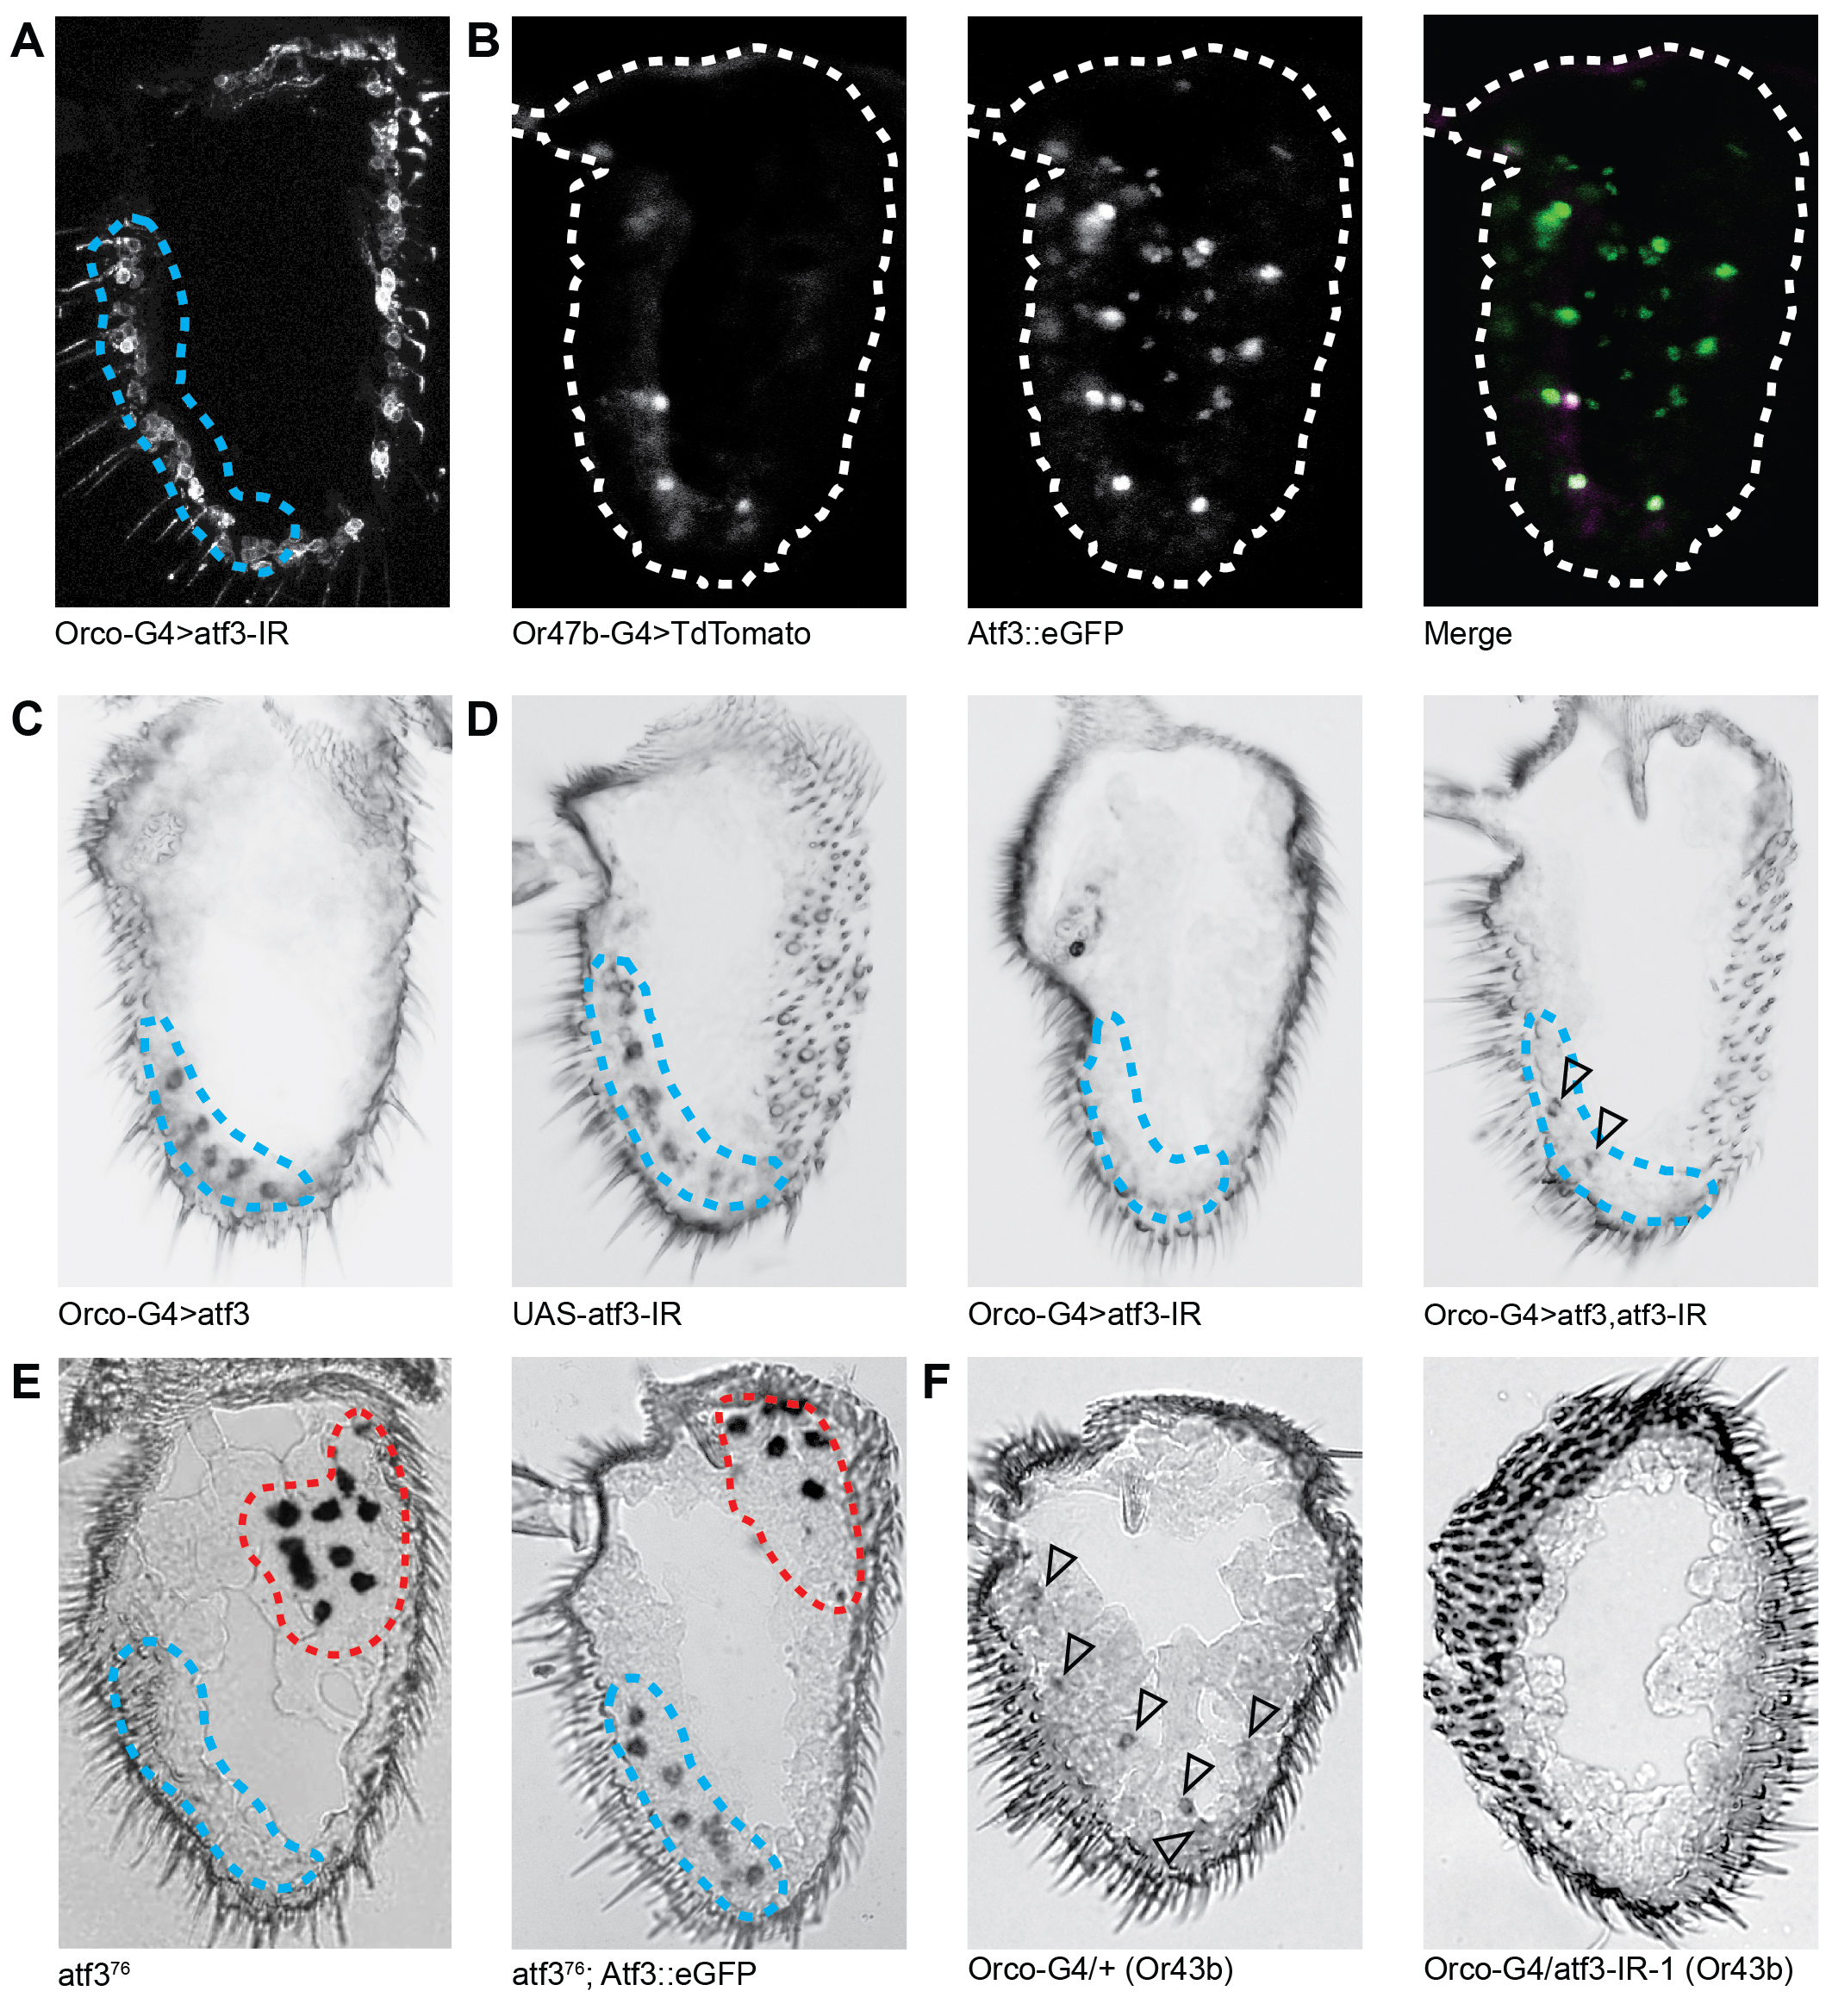 A
B
Orco-G4>atf3-IR
Or47b-G4>TdTomato
Atf3::eGFP
Merge
C
D
Orco-G4>atf3
UAS-atf3-IR
Orco-G4>atf3-IR
Orco-G4>atf3,atf3-IR
E
F
atf3⁷⁶
atf3⁷⁶; Atf3::eGFP
Orco-G4/+ (Or43b)
Orco-G4/atf3-IR-1 (Or43b)